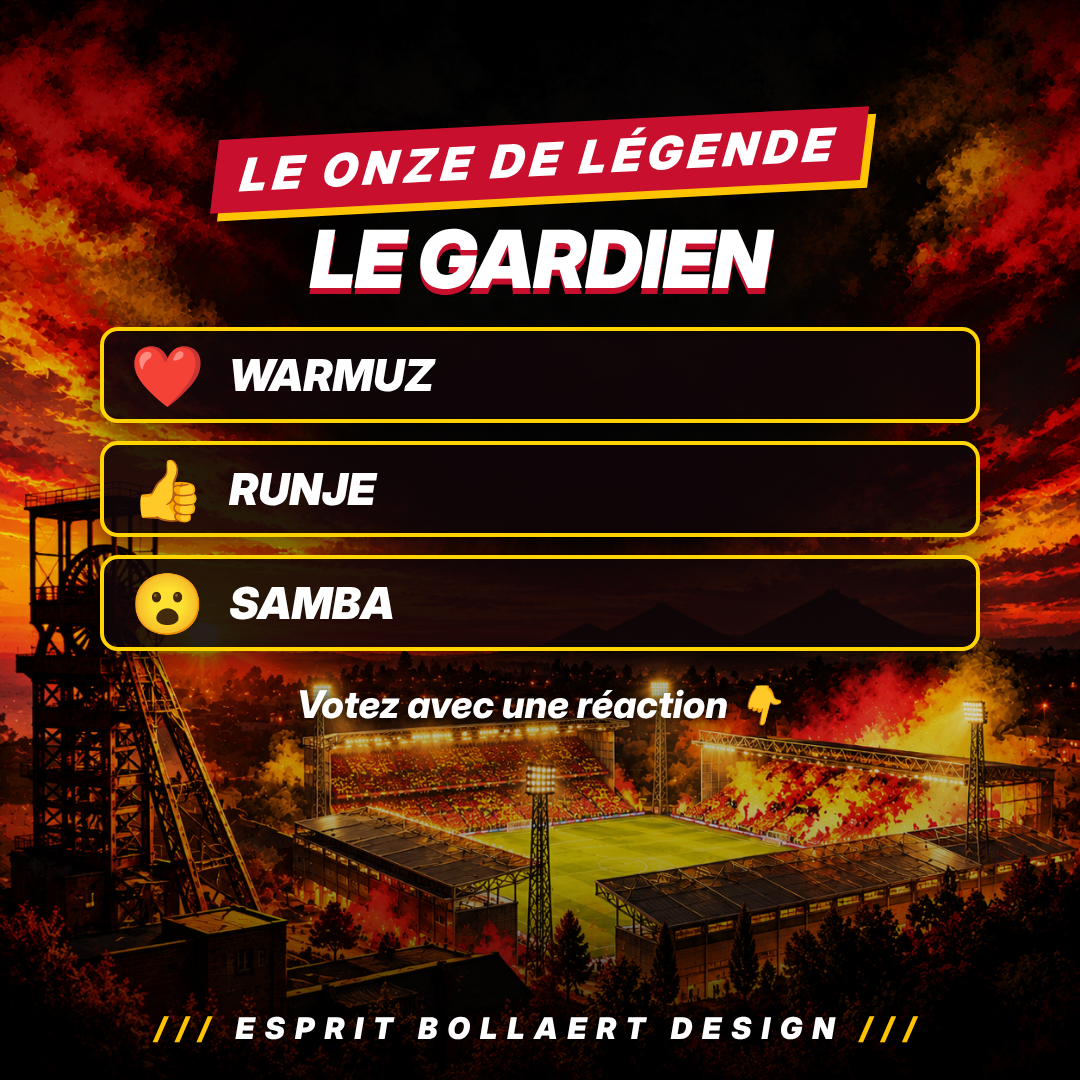 LE ONZE DE LÉGENDE
LE GARDIEN
❤️ WARMUZ
👍 RUNJE
😮 SAMBA
Votez avec une réaction 👇
/// ESPRIT BOLLAERT DESIGN ///